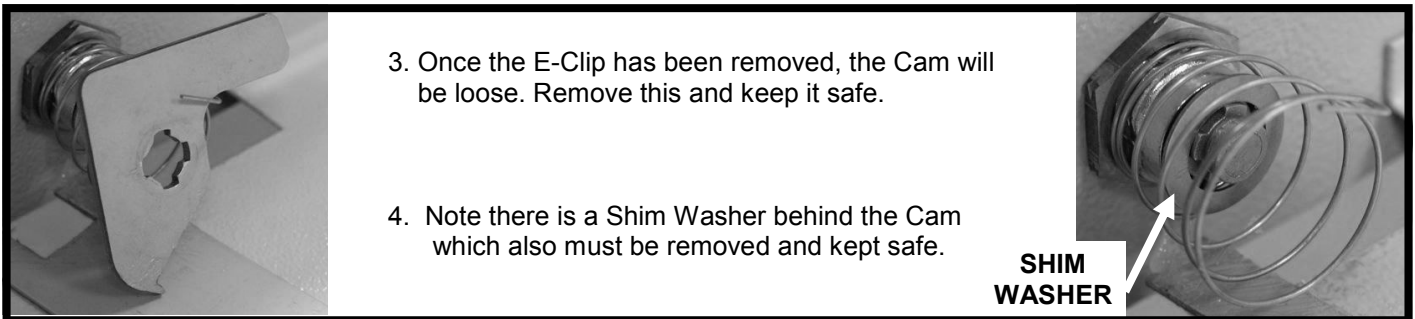 3. Once the E-Clip has been removed, the Cam will
be loose. Remove this and keep it safe.
4. Note there is a Shim Washer behind the Cam
which also must be removed and kept safe.
SHIM
WASHER